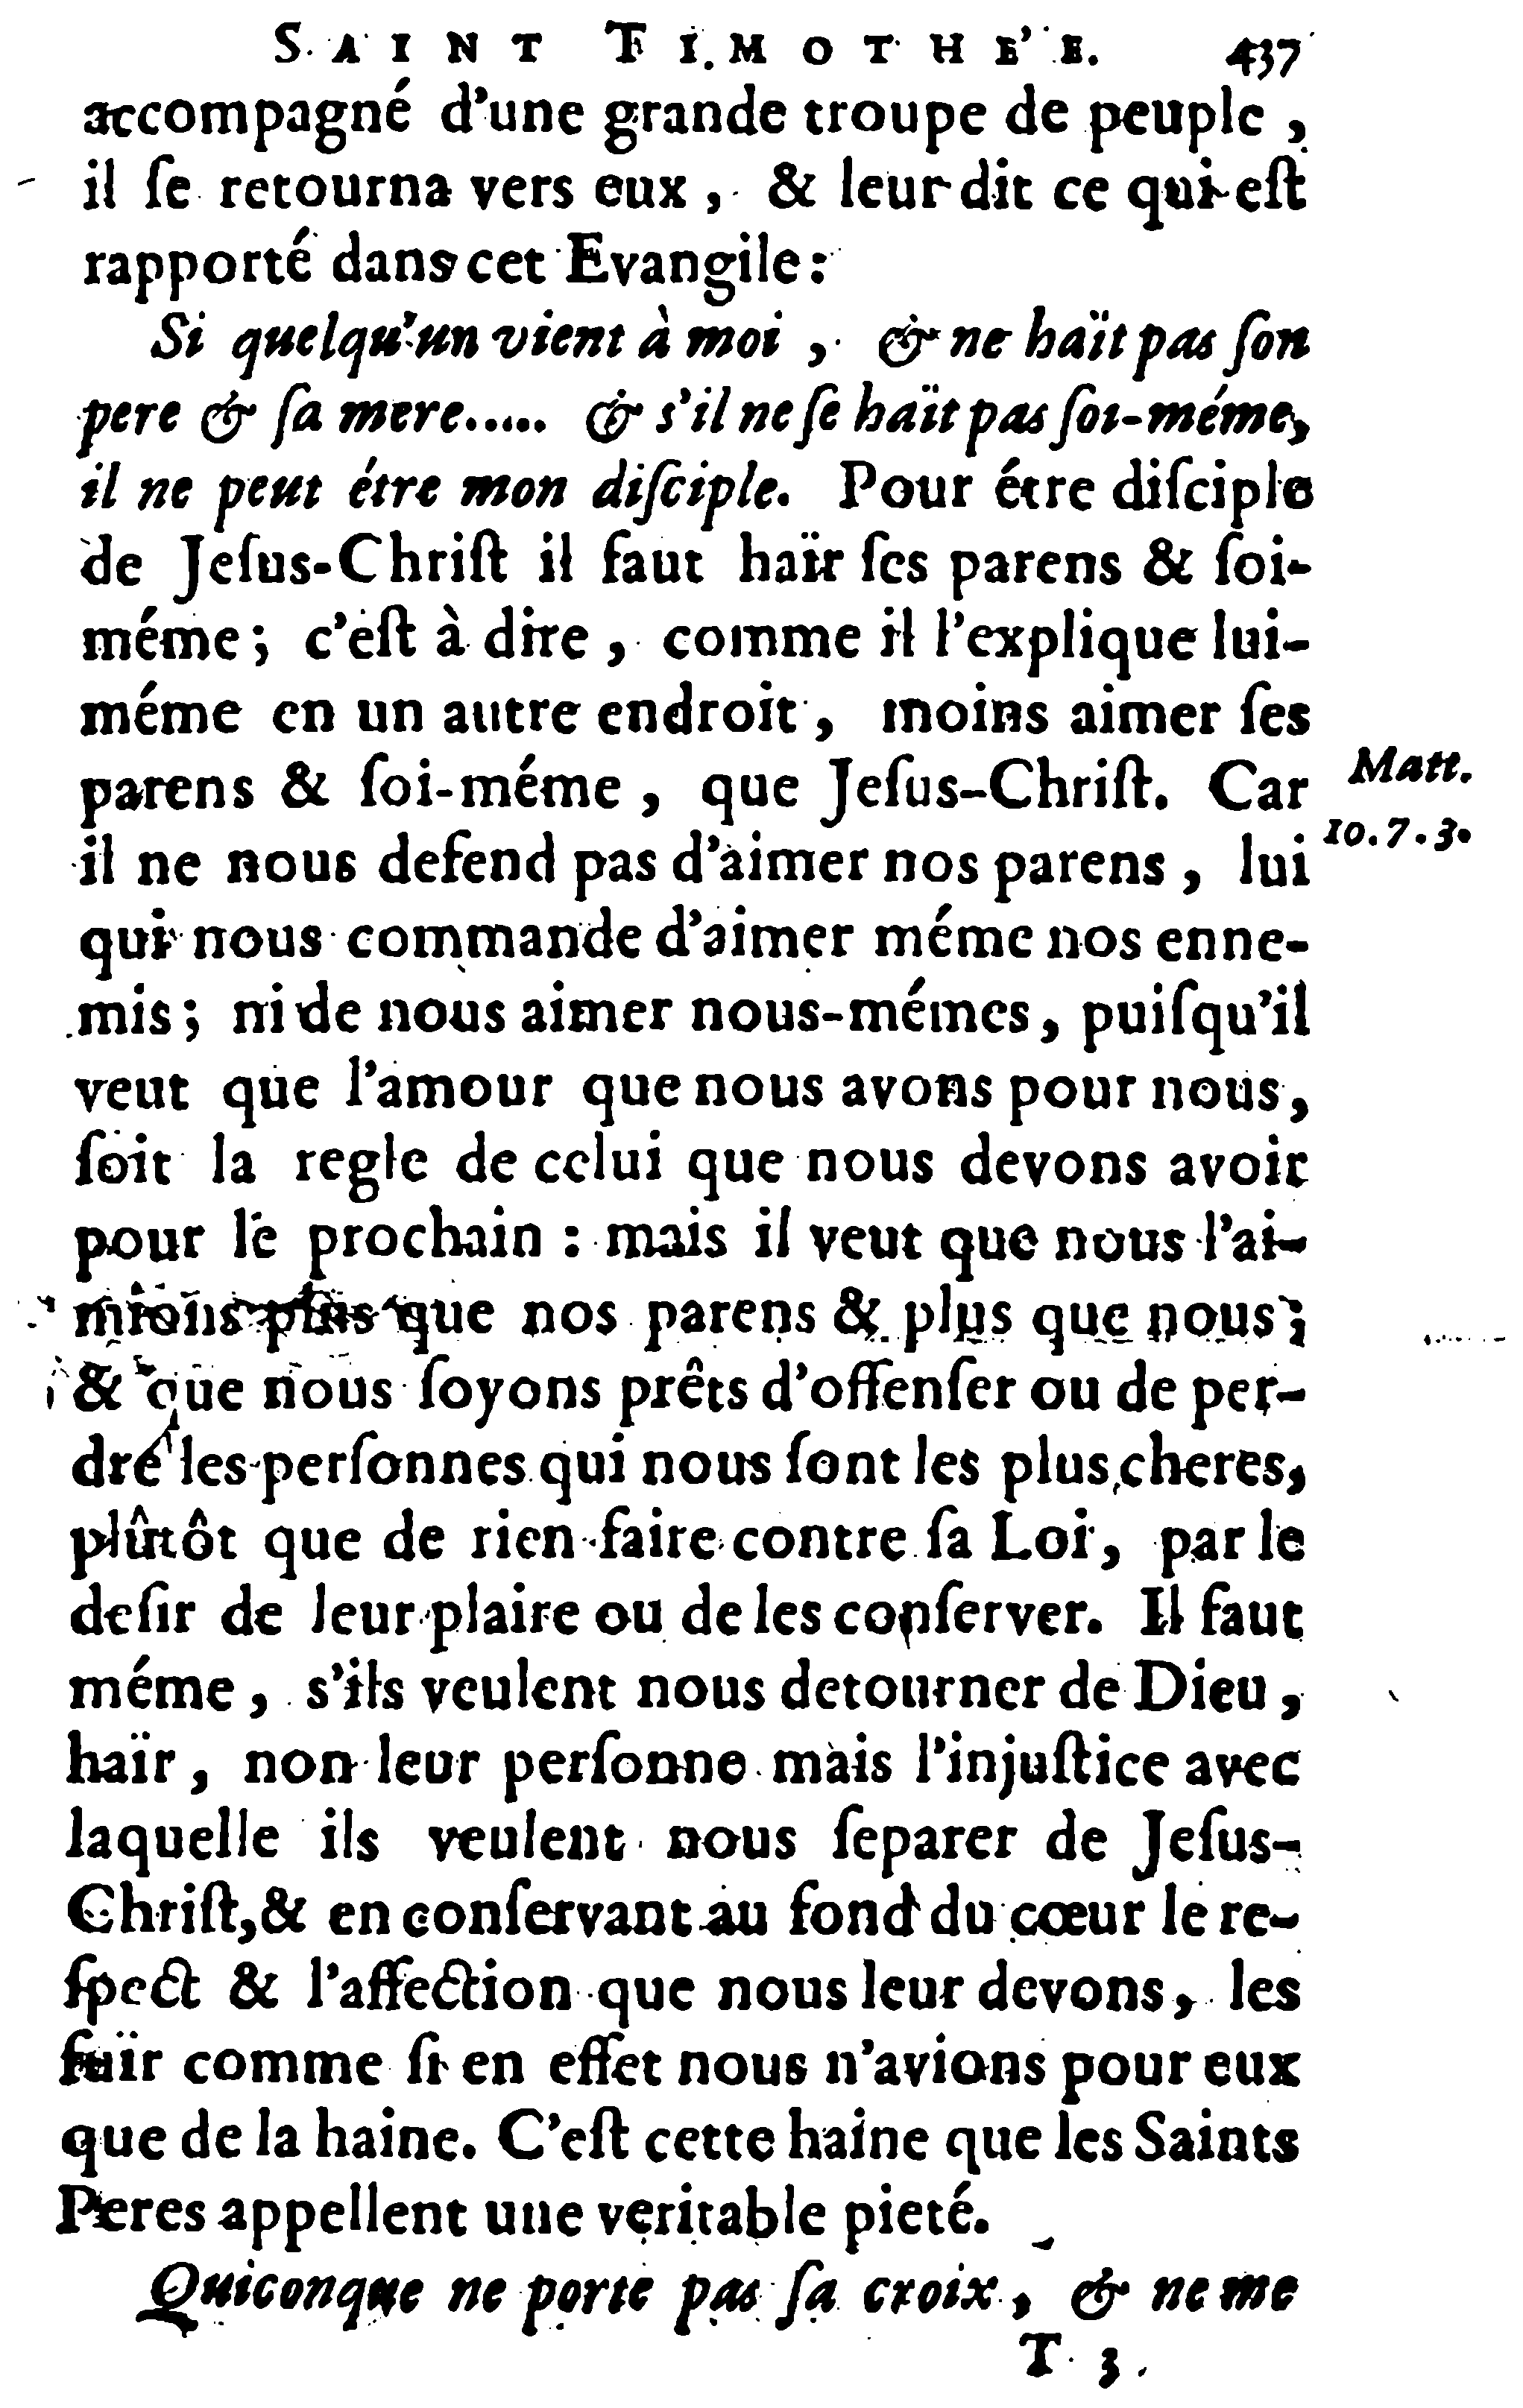 SAINT TIMOTHE'E. 437
accompagné d'une grande troupe de peuple,
il ſe retourna vers eux, & leur dit ce qui eſt
rapporté dans cet Evangile:
Si quelqu'un vient à moi, & ne haït pas ſon
pere & ſa mere..... & s'il ne ſe haït pas ſoi-méme,
il ne peut étre mon diſciple. Pour étre diſciple
de Jeſus-Chriſt il faut haïr ſes parens & ſoi-
méme; c'eſt à dire, comme il l'explique lui-
méme en un autre endroit, moins aimer ſes
parens & ſoi-méme, que Jeſus-Chriſt. Car
Matt.
10.7.3.
il ne nous defend pas d'aimer nos parens, lui
qui nous commande d'aimer méme nos enne-
mis; ni de nous aimer nous-mémes, puiſqu'il
veut que l'amour que nous avons pour nous,
ſoit la regle de celui que nous devons avoir
pour le prochain: mais il veut que nous l'ai-
mions plus que nos parens & plus que nous;
& que nous ſoyons prêts d'offenſer ou de per-
dre les perſonnes qui nous ſont les plus cheres,
plûtôt que de rien faire contre ſa Loi, par le
deſir de leur plaire ou de les conſerver. Il faut
méme, s'ils veulent nous detourner de Dieu,
haïr, non leur perſonne mais l'injuſtice avec
laquelle ils veulent nous ſeparer de Jeſus-
Chriſt, & en conſervant au fond du cœur le re-
ſpect & l'affection que nous leur devons, les
fuïr comme ſi en effet nous n'avions pour eux
que de la haine. C'eſt cette haine que les Saints
Peres appellent une veritable pieté.
Quiconque ne porte pas ſa croix, & ne me
T 3